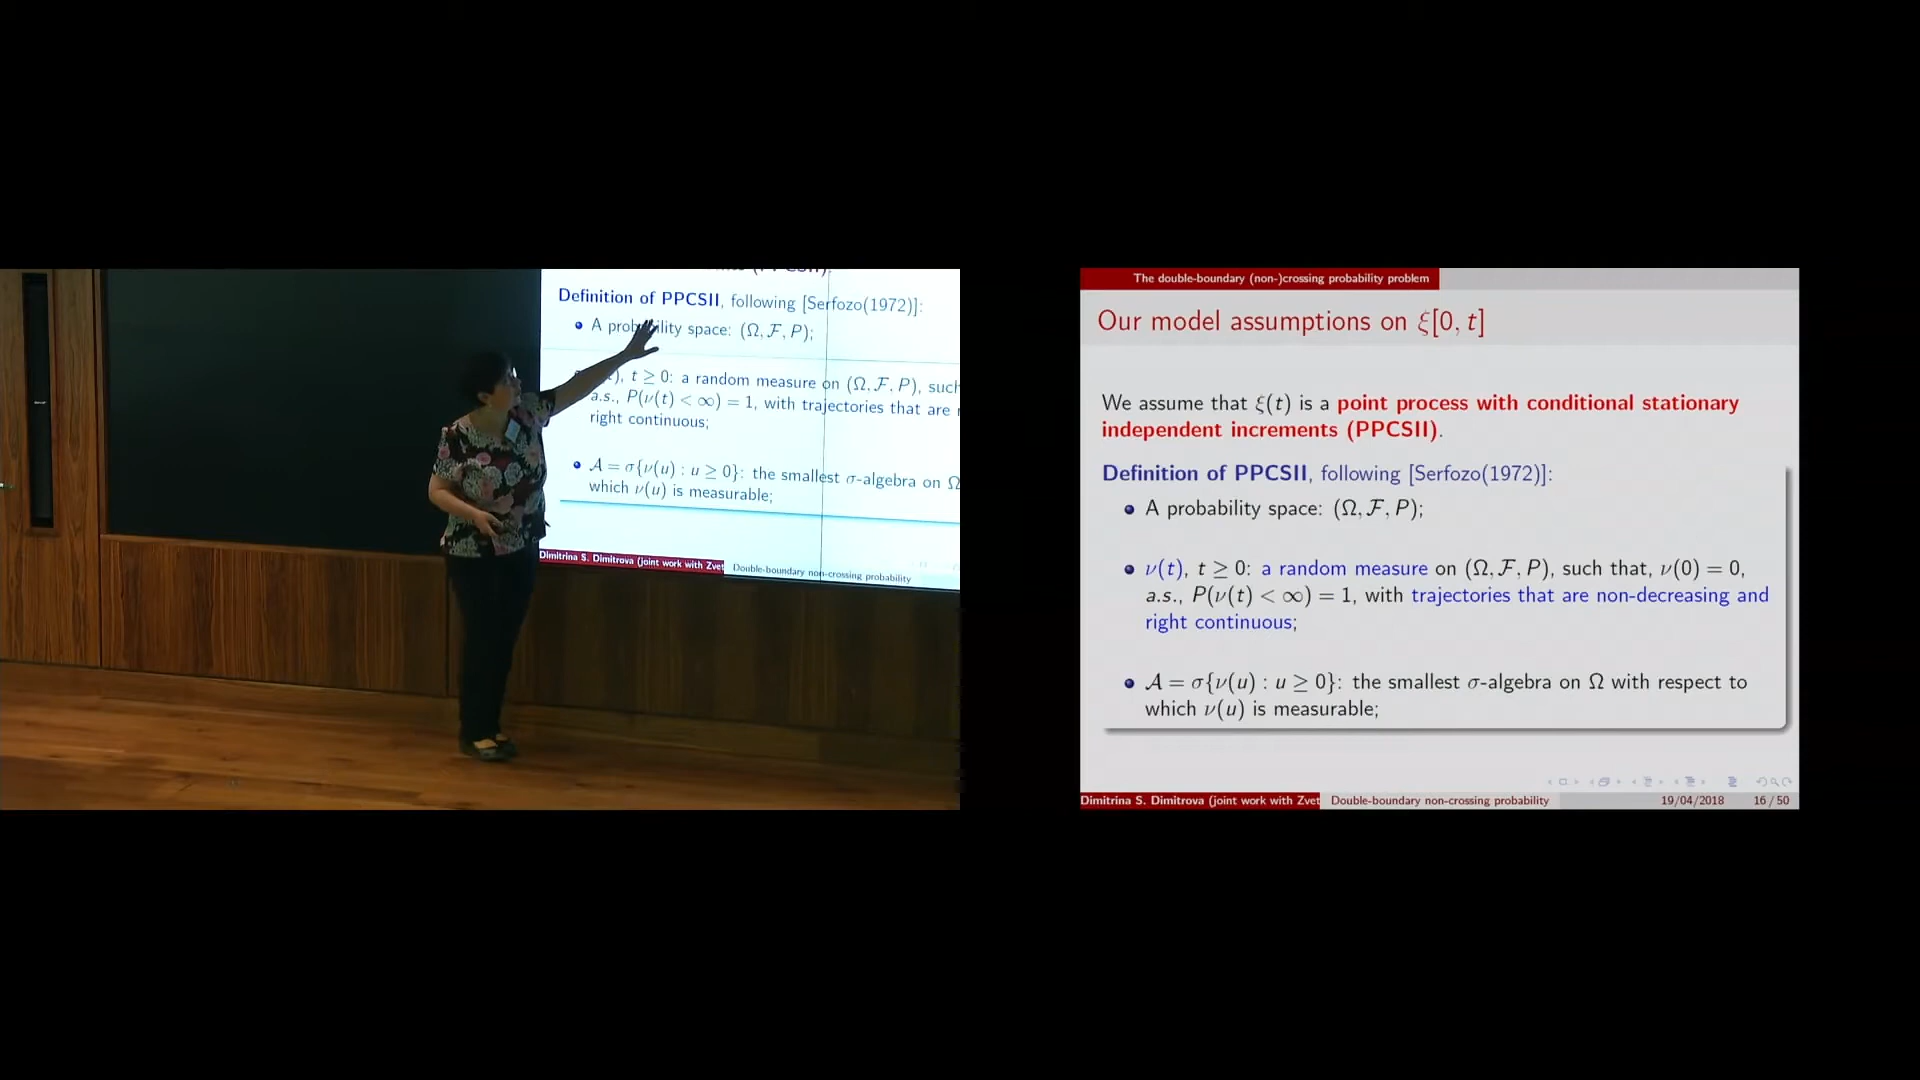 Definition of PPCSII, following [Serfozo(1972)]:
A probability space: (Ω, ℱ, P);
t ≥ 0: a random measure on (Ω, ℱ, P), such
a.s., P(ν(t) < ∞) = 1, with trajectories that are
right continuous;
𝒜 = σ{ν(u) : u ≥ 0}: the smallest σ-algebra on Ω
which ν(u) is measurable;
Dimitrina S. Dimitrova (joint work with Zvet
Double-boundary non-crossing probability
The double-boundary (non-)crossing probability problem
Our model assumptions on ξ[0, t]
We assume that ξ(t) is a point process with conditional stationary
independent increments (PPCSII).
Definition of PPCSII, following [Serfozo(1972)]:
A probability space: (Ω, ℱ, P);
ν(t), t ≥ 0: a random measure on (Ω, ℱ, P), such that, ν(0) = 0,
a.s., P(ν(t) < ∞) = 1, with trajectories that are non-decreasing and
right continuous;
𝒜 = σ{ν(u) : u ≥ 0}: the smallest σ-algebra on Ω with respect to
which ν(u) is measurable;
Dimitrina S. Dimitrova (joint work with Zvet Double-boundary non-crossing probability 19/04/2018 16 / 50